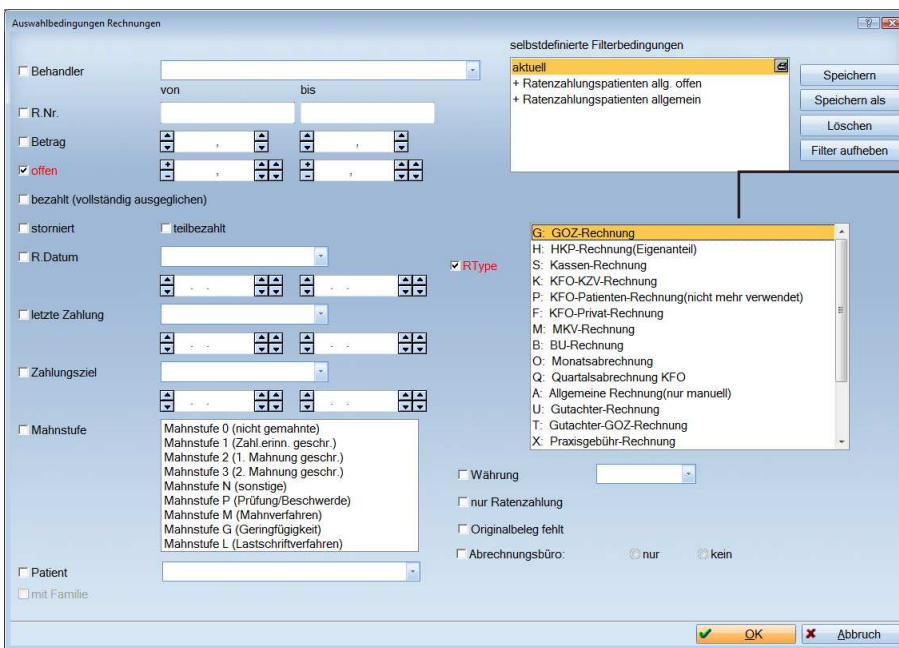 Auswahlbedingungen Rechnungen
selbstdefinierte Filterbedingungen
Behandler
aktuell
+ Ratenzahlungspatienten allg. offen
+ Ratenzahlungspatienten allgemein
Speichern
Speichern als
Löschen
Filter aufheben
von bis
R.Nr.
Betrag , ,
offen , ,
bezahlt (vollständig ausgeglichen)
storniert teilbezahlt
R.Datum
. . . .
letzte Zahlung
. . . .
Zahlungsziel
. . . .
RType
G: GOZ-Rechnung
H: HKP-Rechnung(Eigenanteil)
S: Kassen-Rechnung
K: KFO-KZV-Rechnung
P: KFO-Patienten-Rechnung(nicht mehr verwendet)
F: KFO-Privat-Rechnung
M: MKV-Rechnung
B: BU-Rechnung
O: Monatsabrechnung
Q: Quartalsabrechnung KFO
A: Allgemeine Rechnung(nur manuell)
U: Gutachter-Rechnung
T: Gutachter-GOZ-Rechnung
X: Praxisgebühr-Rechnung
Mahnstufe
Mahnstufe 0 (nicht gemahnte)
Mahnstufe 1 (Zahl.erinn. geschr.)
Mahnstufe 2 (1. Mahnung geschr.)
Mahnstufe 3 (2. Mahnung geschr.)
Mahnstufe N (sonstige)
Mahnstufe P (Prüfung/Beschwerde)
Mahnstufe M (Mahnverfahren)
Mahnstufe G (Geringfügigkeit)
Mahnstufe L (Lastschriftverfahren)
Währung
nur Ratenzahlung
Originalbeleg fehlt
Abrechnungsbüro: nur kein
Patient
mit Familie
OK Abbruch